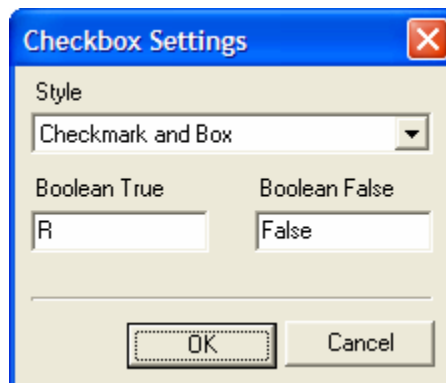 Checkbox Settings
Style
Checkmark and Box
Boolean True Boolean False
R False
OK Cancel